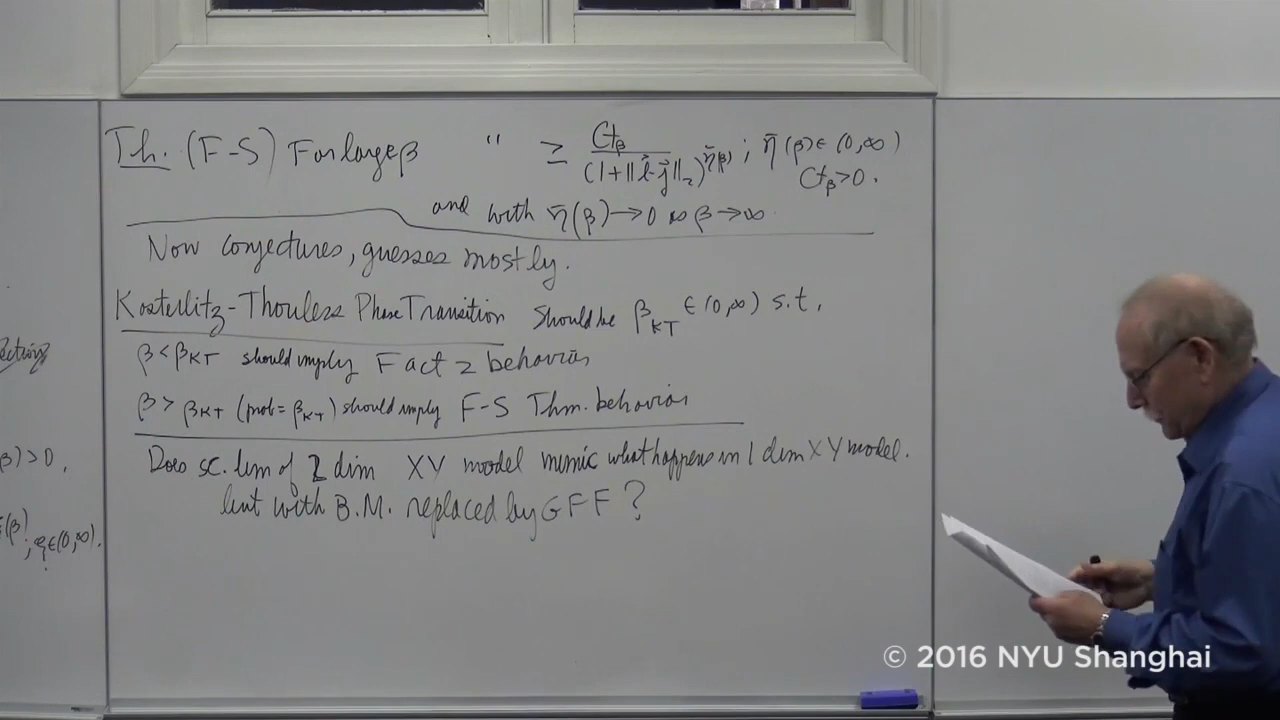 Th. (F-S) For large β " ≥ Ct_β / (1+‖k-j‖₂)^η̄(β) ; η̄(β) ∈ (0,∞)
Ct_β > 0.
and with η̄(β) → 0 as β → ∞.
Now conjectures, guesses mostly.
Kosterlitz-Thouless Phase Transition should be β_KT ∈ (0,∞) s.t.
β < β_KT should imply Fact 2 behavior
β > β_KT (prob = β_KT) should imply F-S Thm. behavior
Does sc. lim of 2 dim XY model mimic what happens in 1 dim XY model.
but with B.M. replaced by GFF?
β) > 0,
(β), ∈ (0,∞).
© 2016 NYU Shanghai